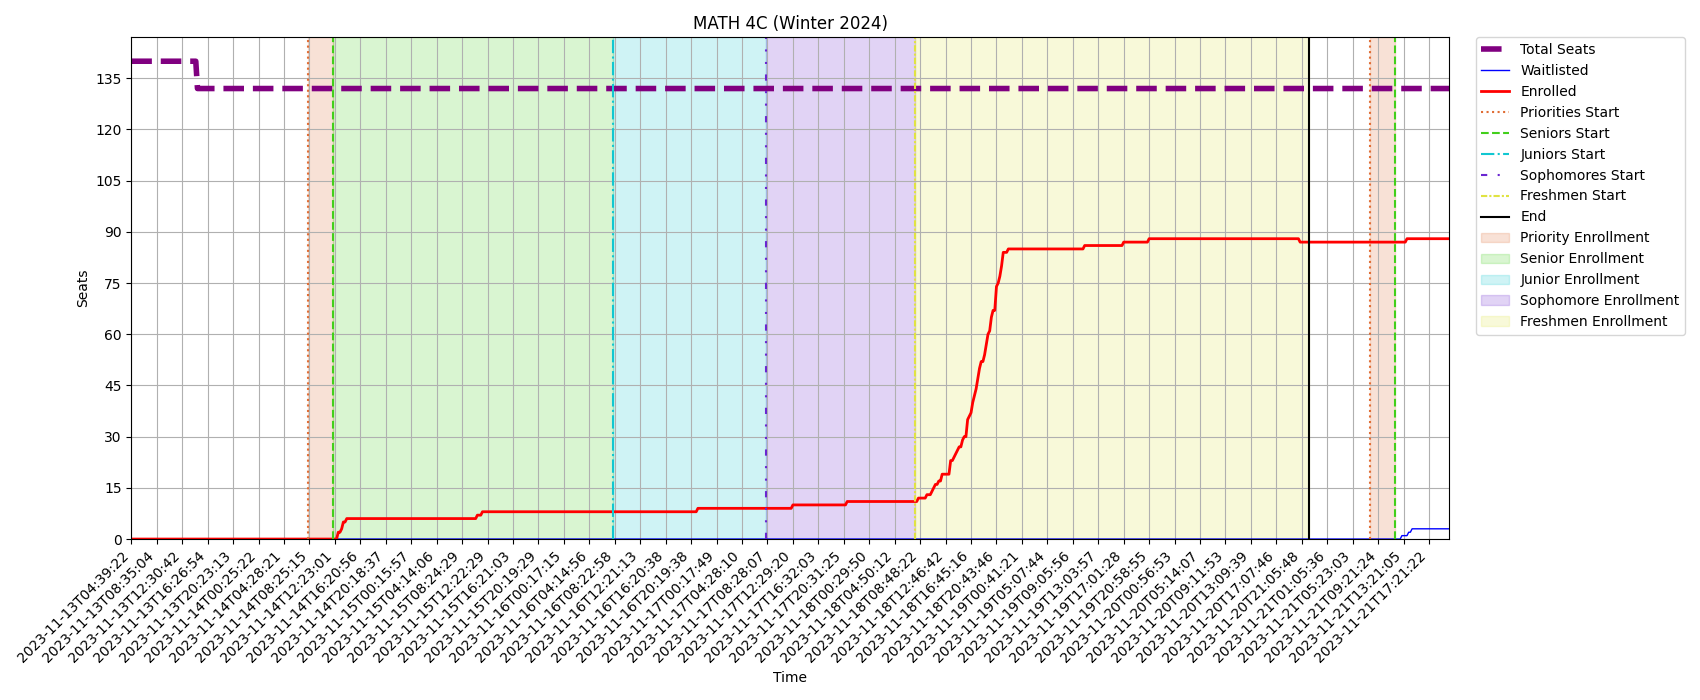 MATH 4C (Winter 2024)
Seats
135
120
105
90
75
60
45
30
15
0
2023-11-13T04:39:22
2023-11-13T08:35:04
2023-11-13T12:30:42
2023-11-13T16:26:54
2023-11-13T20:23:13
2023-11-14T00:25:22
2023-11-14T04:28:21
2023-11-14T08:25:15
2023-11-14T12:23:01
2023-11-14T16:20:56
2023-11-14T20:18:37
2023-11-15T00:15:57
2023-11-15T04:14:06
2023-11-15T08:24:29
2023-11-15T12:22:29
2023-11-15T16:21:03
2023-11-15T20:19:29
2023-11-16T00:17:15
2023-11-16T04:14:56
2023-11-16T08:22:58
2023-11-16T12:21:13
2023-11-16T16:20:38
2023-11-16T20:19:38
2023-11-17T00:17:49
2023-11-17T04:28:10
2023-11-17T08:28:07
2023-11-17T12:29:20
2023-11-17T16:32:03
2023-11-17T20:31:25
2023-11-18T00:29:50
2023-11-18T04:50:12
2023-11-18T08:48:22
2023-11-18T12:46:42
2023-11-18T16:45:16
2023-11-18T20:43:46
2023-11-19T00:41:21
2023-11-19T05:07:44
2023-11-19T09:05:56
2023-11-19T13:03:57
2023-11-19T17:01:28
2023-11-19T20:58:55
2023-11-20T00:56:53
2023-11-20T05:14:07
2023-11-20T09:11:53
2023-11-20T13:09:39
2023-11-20T17:07:46
2023-11-20T21:05:48
2023-11-21T01:05:36
2023-11-21T05:23:03
2023-11-21T09:21:24
2023-11-21T13:21:05
2023-11-21T17:21:22
Time
Total Seats
Waitlisted
Enrolled
Priorities Start
Seniors Start
Juniors Start
Sophomores Start
Freshmen Start
End
Priority Enrollment
Senior Enrollment
Junior Enrollment
Sophomore Enrollment
Freshmen Enrollment